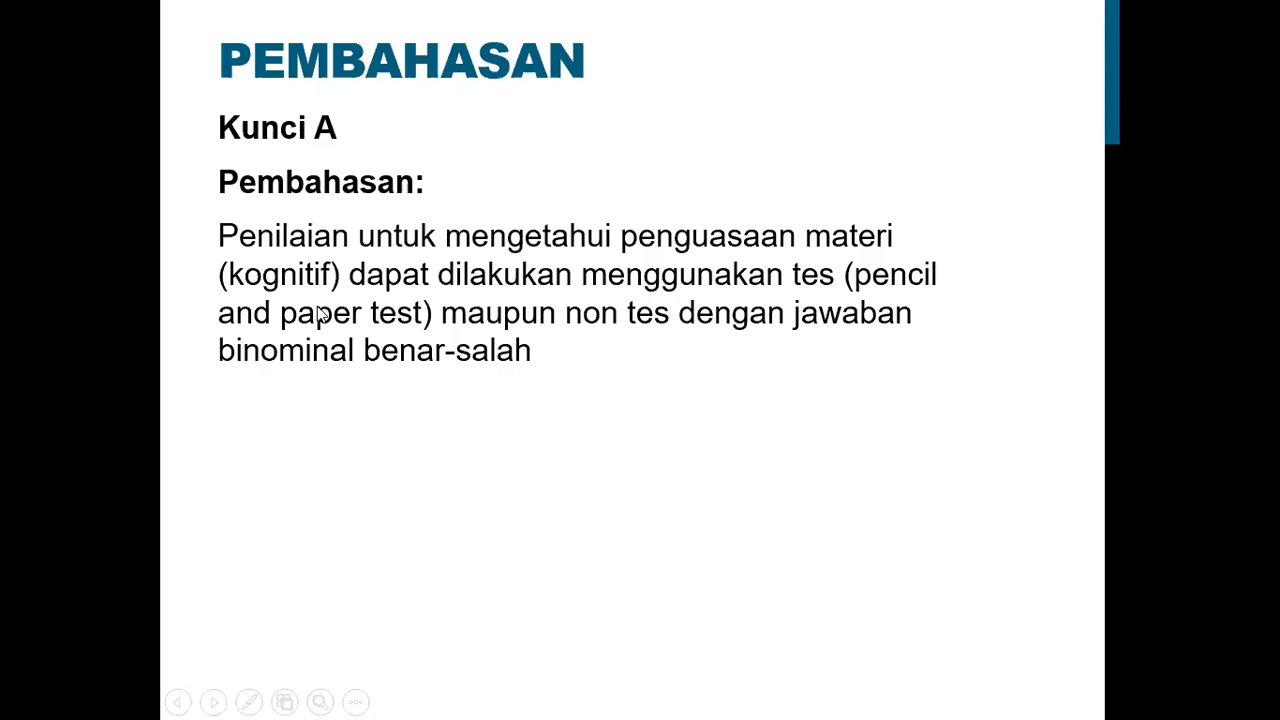 PEMBAHASAN
Kunci A
Pembahasan:
Penilaian untuk mengetahui penguasaan materi
(kognitif) dapat dilakukan menggunakan tes (pencil
and paper test) maupun non tes dengan jawaban
binominal benar-salah